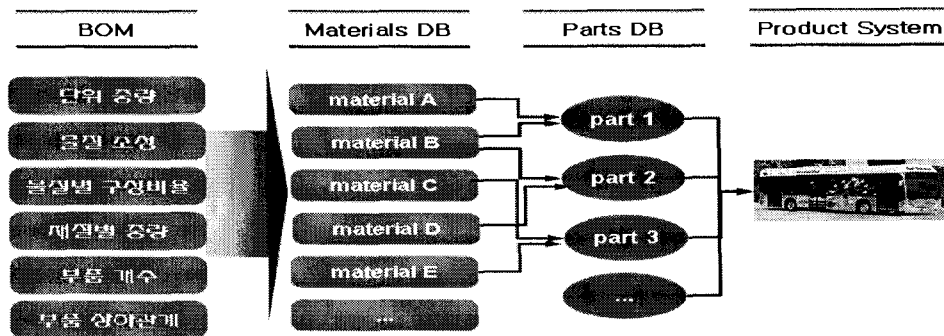 BOM
Materials DB
Parts DB
Product System
단위 중량
물질 조성
물질별 구성비용
재질별 중량
부품 개수
부품 상하관계
material A
material B
material C
material D
material E
...
part 1
part 2
part 3
...